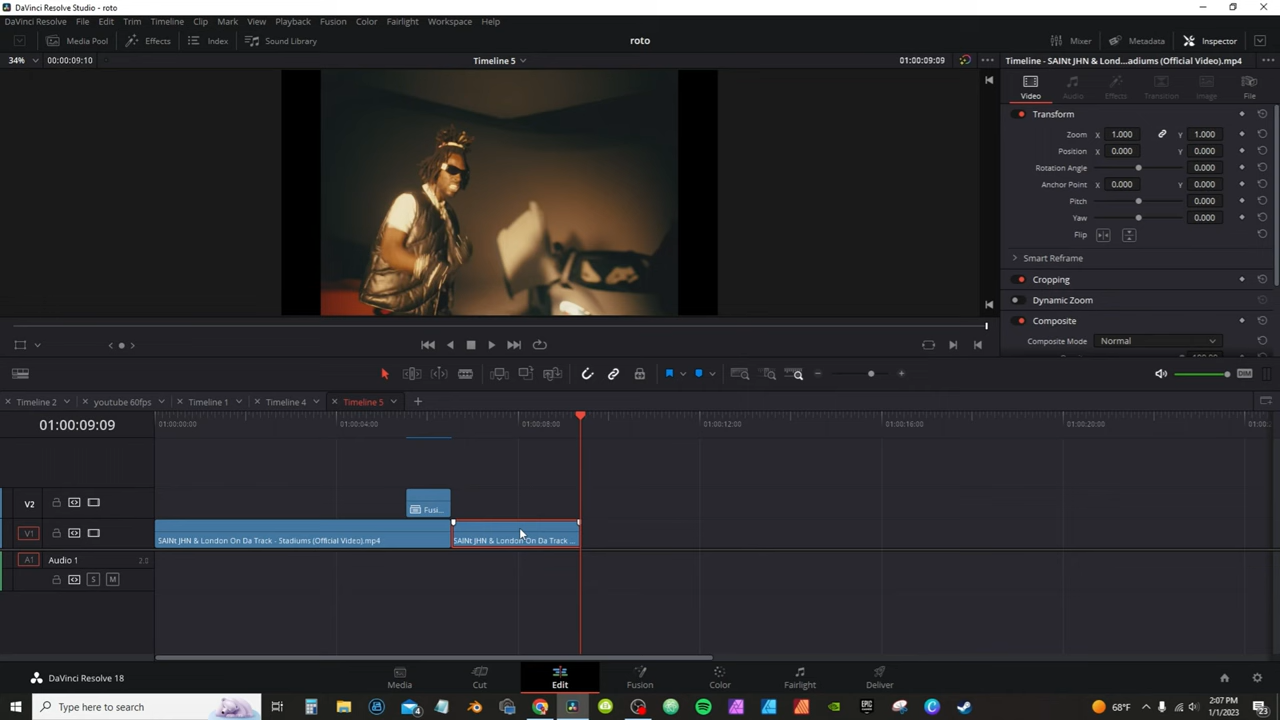 DaVinci Resolve Studio - roto
DaVinci Resolve File Edit Trim Timeline Clip Mark View Playback Fusion Color Fairlight Workspace Help
Media Pool Effects Index Sound Library roto Mixer Metadata Inspector
34% 00:00:09:10 Timeline 5 01:00:09:09 Timeline - SAINt JHN & Lond...adiums (Official Video).mp4
Video Audio Effects Transition Image File
Transform
Zoom X 1.000 Y 1.000
Position X 0.000 Y 0.000
Rotation Angle 0.000
Anchor Point X 0.000 Y 0.000
Pitch 0.000
Yaw 0.000
Flip
Smart Reframe
Cropping
Dynamic Zoom
Composite
Composite Mode Normal
DIM
Timeline 2 youtube 60fps Timeline 1 Timeline 4 Timeline 5
01:00:09:09 01:00:00:00 01:00:04:00 01:00:08:00 01:00:12:00 01:00:16:00 01:00:20:00
V2 Fusi...
V1 SAINt JHN & London On Da Track - Stadiums (Official Video).mp4 SAINt JHN & London On Da Track ...
A1 Audio 1
S M
DaVinci Resolve 18 Media Cut Edit Fusion Color Fairlight Deliver
Type here to search 68°F 2:07 PM
1/1/2023